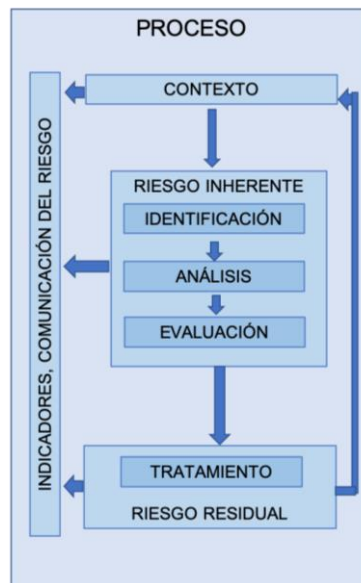 PROCESO
CONTEXTO
INDICADORES, COMUNICACIÓN DEL RIESGO
RIESGO INHERENTE
IDENTIFICACIÓN
ANÁLISIS
EVALUACIÓN
TRATAMIENTO
RIESGO RESIDUAL